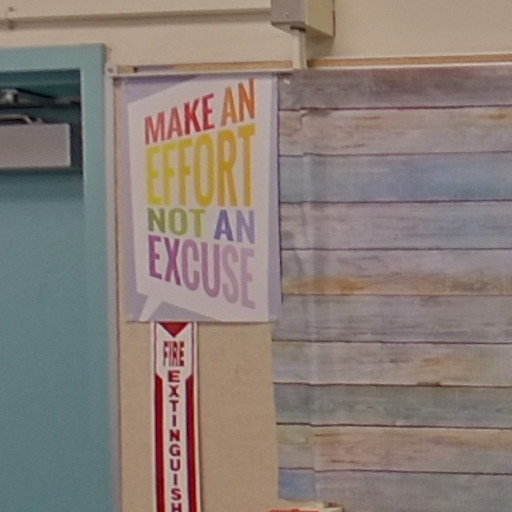 MAKE AN
EFFORT
NOT AN
EXCUSE
FIRE
EXTINGUISH